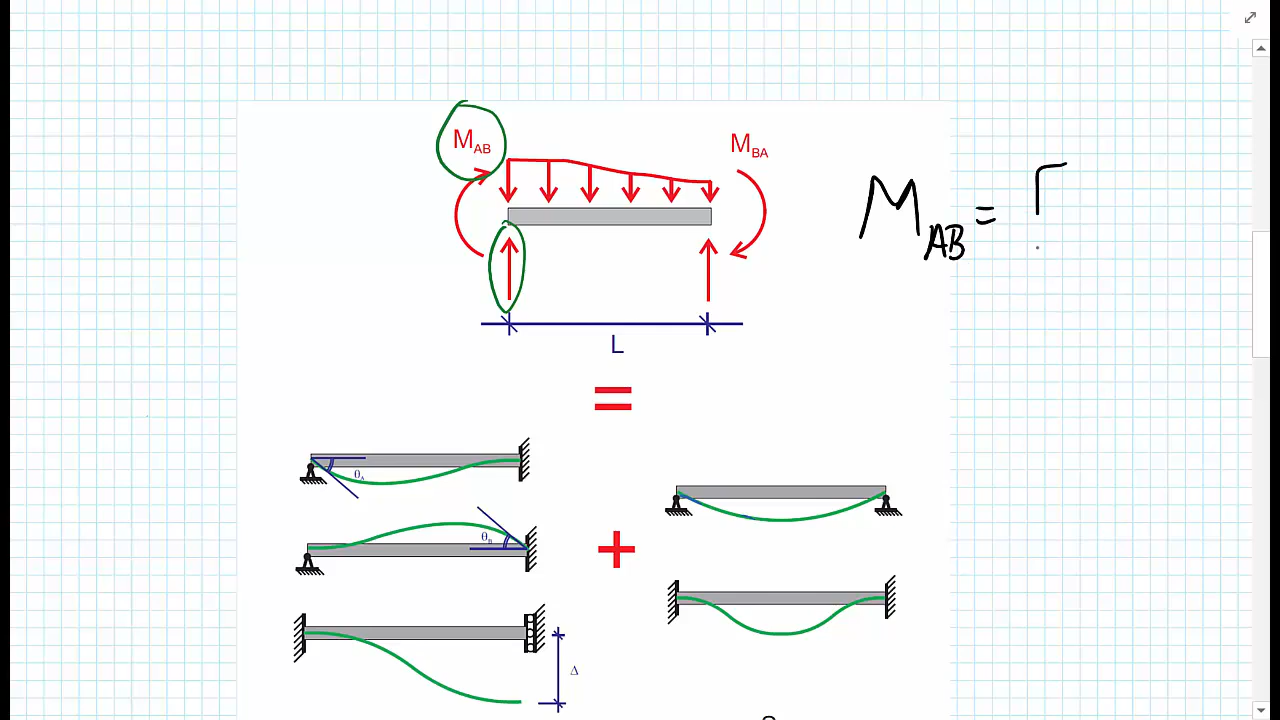 M_AB
M_BA
M_AB =
L
=
θ_A
θ_B
+
Δ